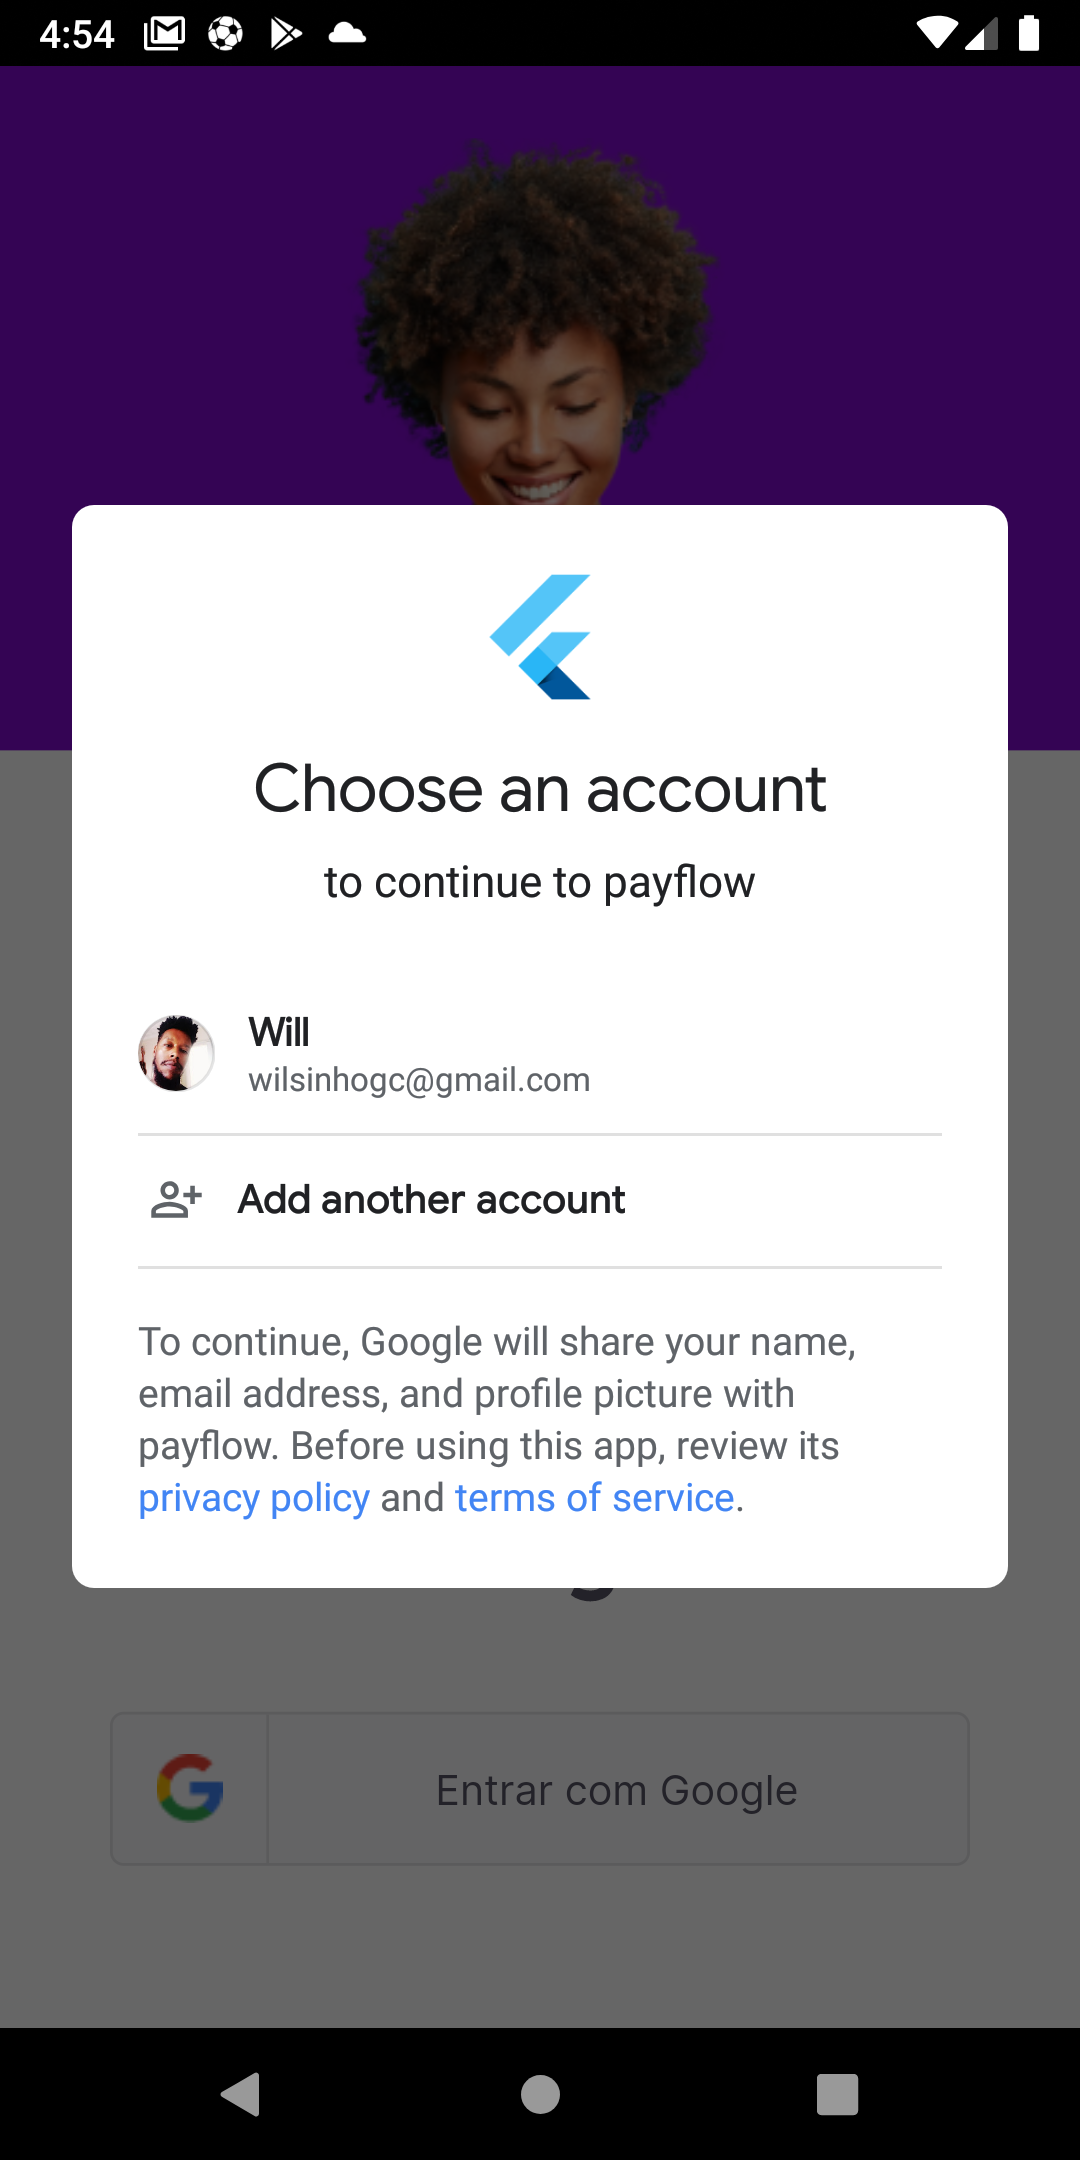 4:54
Choose an account
to continue to payflow
Will
wilsinhogc@gmail.com
Add another account
To continue, Google will share your name,
email address, and profile picture with
payflow. Before using this app, review its
privacy policy and terms of service.
Entrar com Google